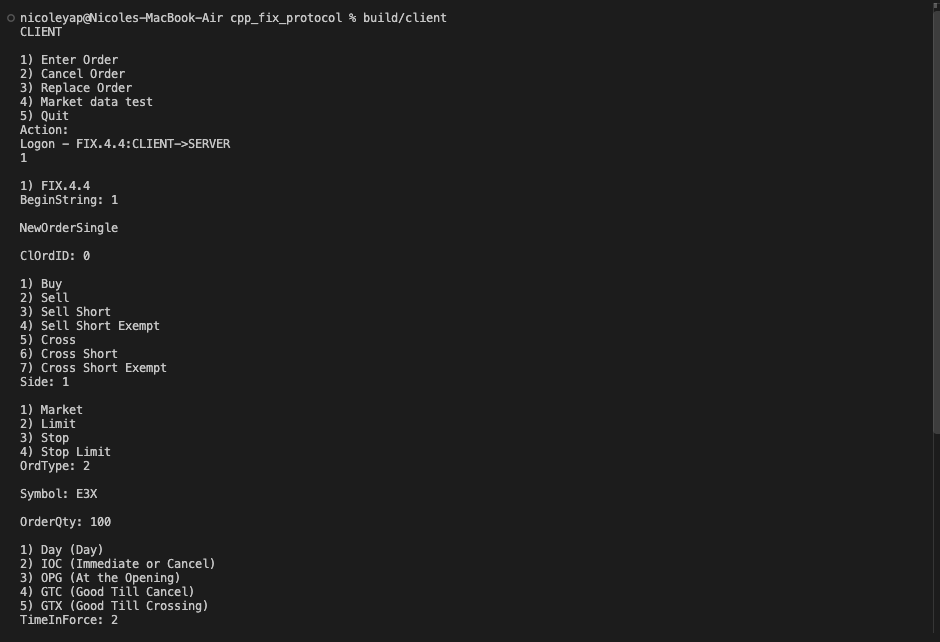 nicoleyap@Nicoles-MacBook-Air cpp_fix_protocol % build/client
CLIENT
1) Enter Order
2) Cancel Order
3) Replace Order
4) Market data test
5) Quit
Action:
Logon - FIX.4.4:CLIENT->SERVER
1
1) FIX.4.4
BeginString: 1
NewOrderSingle
ClOrdID: 0
1) Buy
2) Sell
3) Sell Short
4) Sell Short Exempt
5) Cross
6) Cross Short
7) Cross Short Exempt
Side: 1
1) Market
2) Limit
3) Stop
4) Stop Limit
OrdType: 2
Symbol: E3X
OrderQty: 100
1) Day (Day)
2) IOC (Immediate or Cancel)
3) OPG (At the Opening)
4) GTC (Good Till Cancel)
5) GTX (Good Till Crossing)
TimeInForce: 2